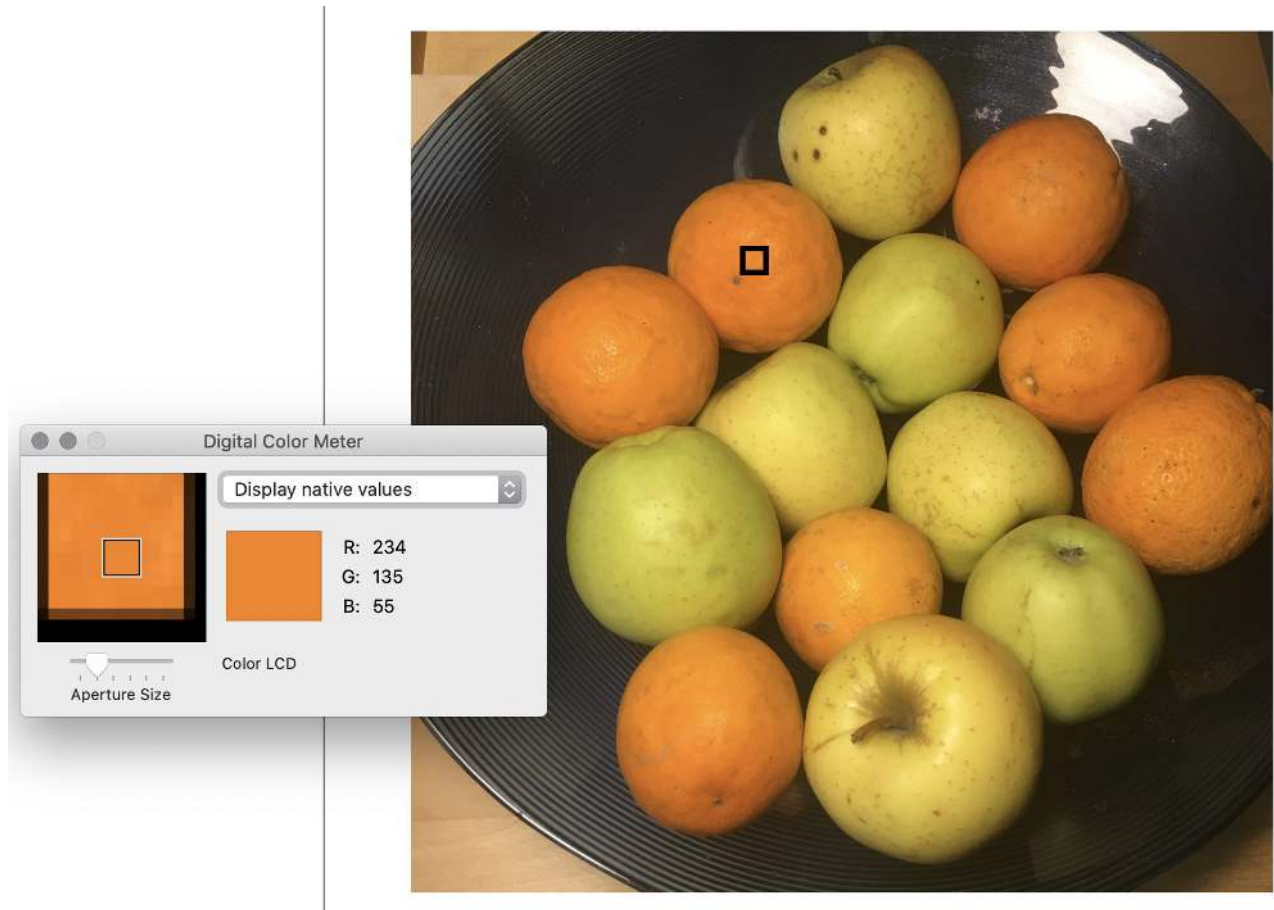 Digital Color Meter
Display native values
R: 234
G: 135
B: 55
Color LCD
Aperture Size